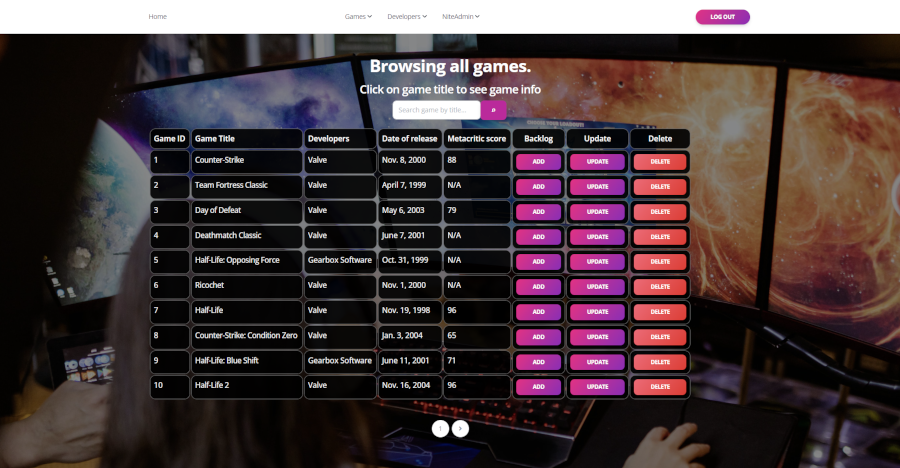 Home Games Developers NiteAdmin LOG OUT
Browsing all games.
Click on game title to see game info
Search game by title... »
Game ID Game Title Developers Date of release Metacritic score Backlog Update Delete
1 Counter-Strike Valve Nov. 8, 2000 88 ADD UPDATE DELETE
2 Team Fortress Classic Valve April 7, 1999 N/A ADD UPDATE DELETE
3 Day of Defeat Valve May 6, 2003 79 ADD UPDATE DELETE
4 Deathmatch Classic Valve June 7, 2001 N/A ADD UPDATE DELETE
5 Half-Life: Opposing Force Gearbox Software Oct. 31, 1999 N/A ADD UPDATE DELETE
6 Ricochet Valve Nov. 1, 2000 N/A ADD UPDATE DELETE
7 Half-Life Valve Nov. 19, 1998 96 ADD UPDATE DELETE
8 Counter-Strike: Condition Zero Valve Jan. 3, 2004 65 ADD UPDATE DELETE
9 Half-Life: Blue Shift Gearbox Software June 11, 2001 71 ADD UPDATE DELETE
10 Half-Life 2 Valve Nov. 16, 2004 96 ADD UPDATE DELETE
1